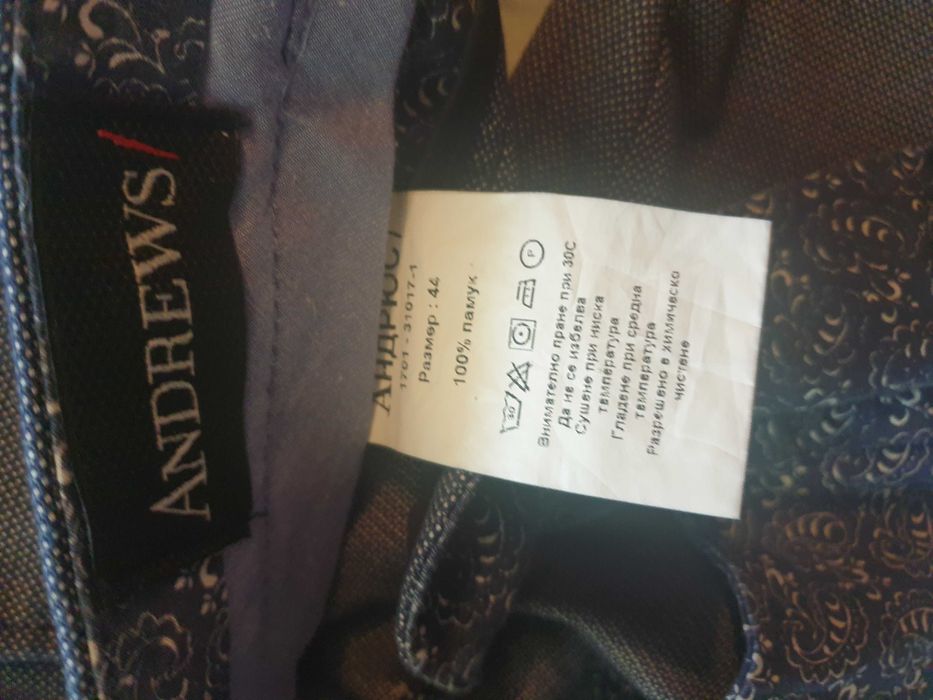 ANDREWS/
АНДРЮС /
1701 - 31017-1
Размер : 44
100% памук
30
P
Внимателно пране при 30С
Да не се избелва
Сушене при ниска
температура
Гладене при средна
температура
Разрешено в химическо
чистене